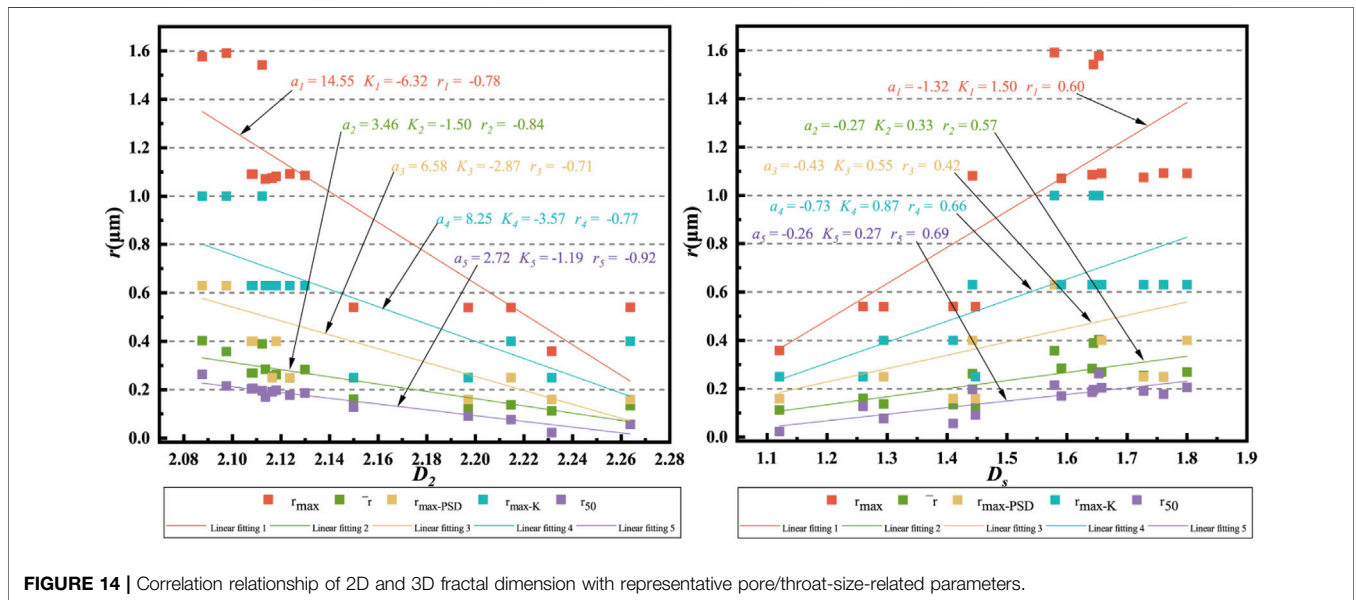 1.6
1.4
1.2
1.0
0.8
0.6
0.4
0.2
0.0
r(μm)
a1 = 14.55 K1 = -6.32 r1 = -0.78
a2 = 3.46 K2 = -1.50 r2 = -0.84
a3 = 6.58 K3 = -2.87 r3 = -0.71
a4 = 8.25 K4 = -3.57 r4 = -0.77
a5 = 2.72 K5 = -1.19 r5 = -0.92
2.08 2.10 2.12 2.14 2.16 2.18 2.20 2.22 2.24 2.26 2.28
D2
rmax ‾r rmax-PSD rmax-K r50
Linear fitting 1 Linear fitting 2 Linear fitting 3 Linear fitting 4 Linear fitting 5
1.6
1.4
1.2
1.0
0.8
0.6
0.4
0.2
0.0
r(μm)
a1 = -1.32 K1 = 1.50 r1 = 0.60
a2 = -0.27 K2 = 0.33 r2 = 0.57
a3 = -0.43 K3 = 0.55 r3 = 0.42
a4 = -0.73 K4 = 0.87 r4 = 0.66
a5 = -0.26 K5 = 0.27 r5 = 0.69
1.1 1.2 1.3 1.4 1.5 1.6 1.7 1.8 1.9
Ds
rmax ‾r rmax-PSD rmax-K r50
Linear fitting 1 Linear fitting 2 Linear fitting 3 Linear fitting 4 Linear fitting 5
FIGURE 14 | Correlation relationship of 2D and 3D fractal dimension with representative pore/throat-size-related parameters.